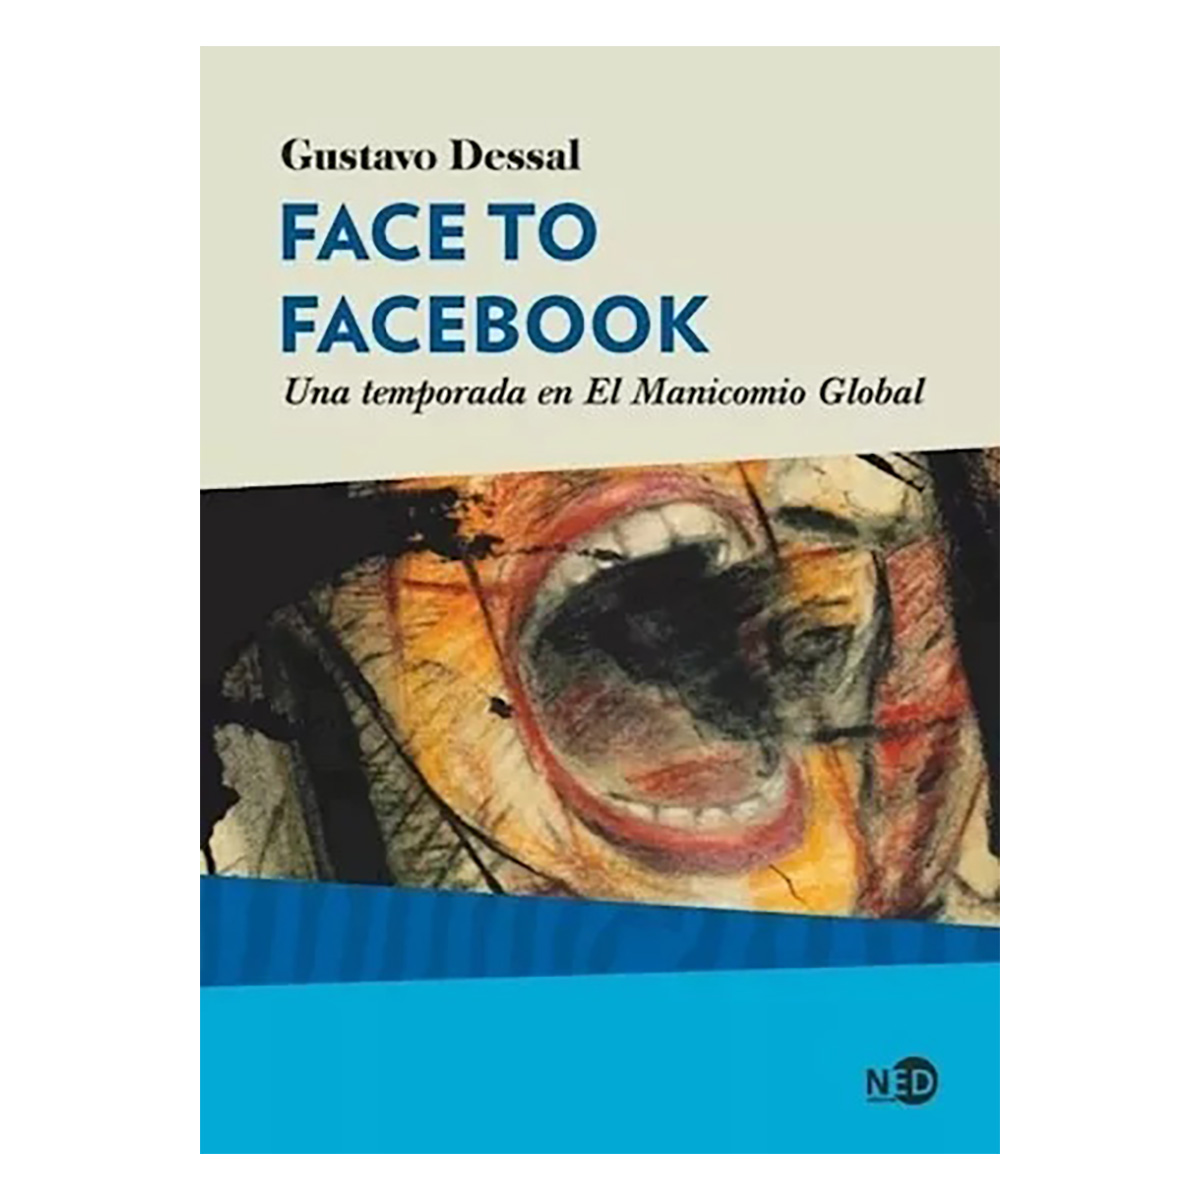 Gustavo Dessal
FACE TO
FACEBOOK
Una temporada en El Manicomio Global
NED